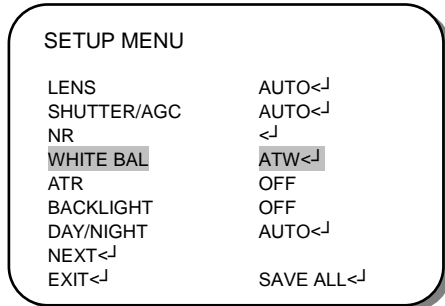 SETUP MENU
LENS AUTO<┘
SHUTTER/AGC AUTO<┘
NR <┘
WHITE BAL ATW<┘
ATR OFF
BACKLIGHT OFF
DAY/NIGHT AUTO<┘
NEXT<┘
EXIT<┘ SAVE ALL<┘